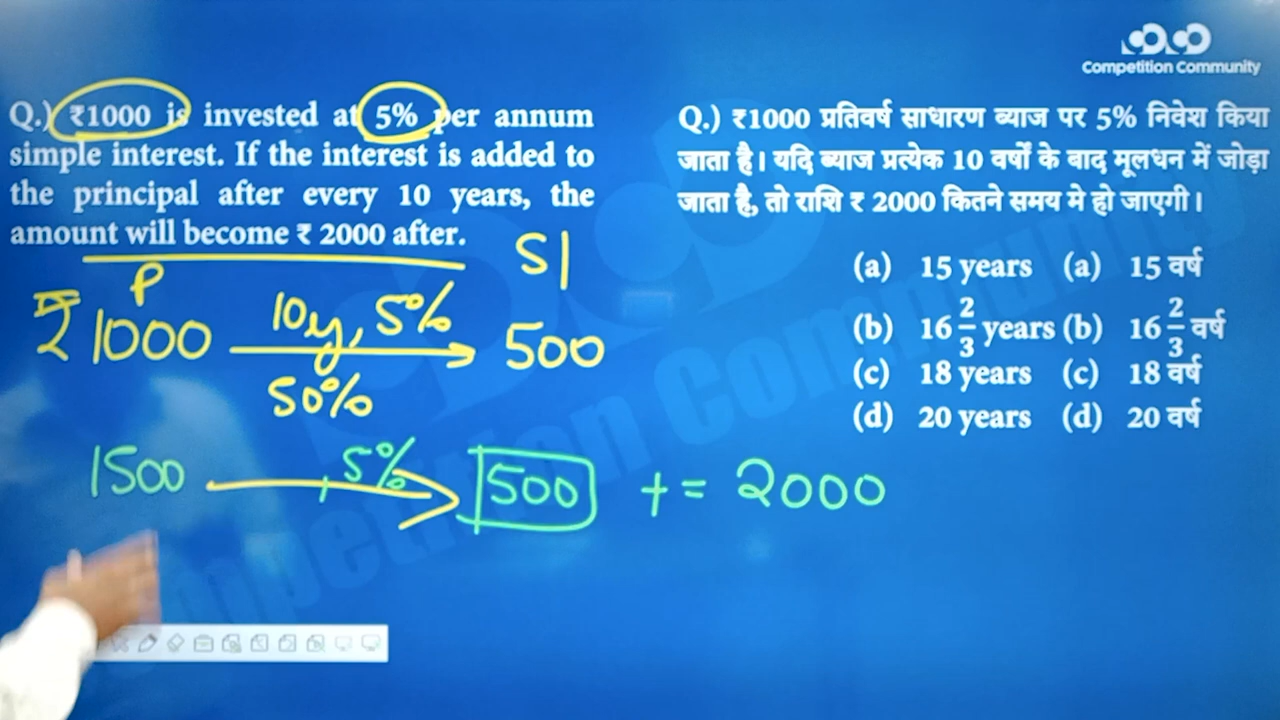 Competition Community
Q.) ₹1000 is invested at 5% per annum
simple interest. If the interest is added to
the principal after every 10 years, the
amount will become ₹ 2000 after.
Q.) ₹1000 प्रतिवर्ष साधारण ब्याज पर 5% निवेश किया
जाता है। यदि ब्याज प्रत्येक 10 वर्षों के बाद मूलधन में जोड़ा
जाता है, तो राशि ₹ 2000 कितने समय मे हो जाएगी।
(a) 15 years (a) 15 वर्ष
(b) 16 2/3 years (b) 16 2/3 वर्ष
(c) 18 years (c) 18 वर्ष
(d) 20 years (d) 20 वर्ष
P SI
₹ 1000 10y, 5% 500
50%
1500 , 5% 500 + = 2000